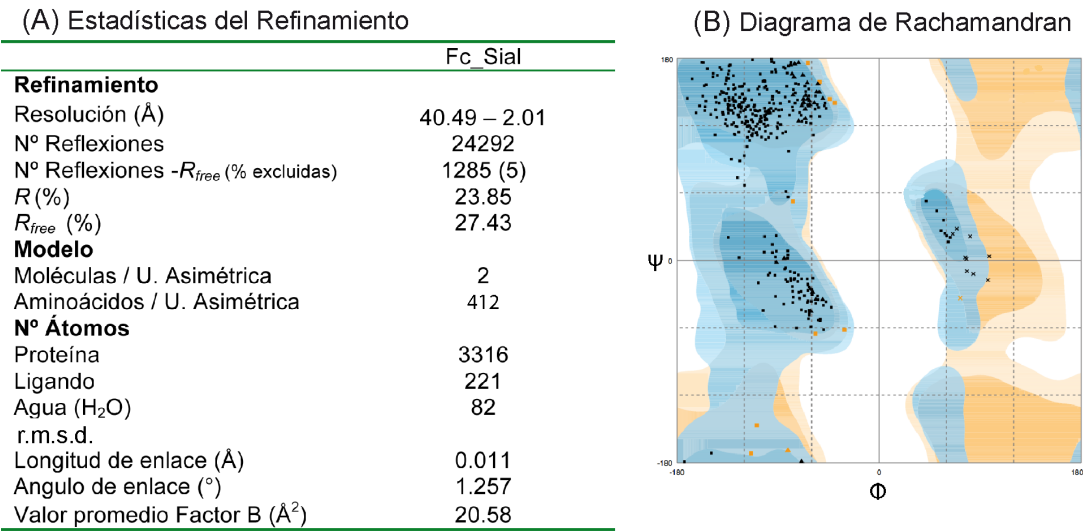 (A) Estadísticas del Refinamiento
Fc_Sial
Refinamiento
Resolución (Å) 40.49 – 2.01
Nº Reflexiones 24292
Nº Reflexiones -Rfree (% excluidas) 1285 (5)
R (%) 23.85
Rfree (%) 27.43
Modelo
Moléculas / U. Asimétrica 2
Aminoácidos / U. Asimétrica 412
Nº Átomos
Proteína 3316
Ligando 221
Agua (H₂O) 82
r.m.s.d.
Longitud de enlace (Å) 0.011
Angulo de enlace (°) 1.257
Valor promedio Factor B (Å²) 20.58
(B) Diagrama de Rachamandran
180
Ψ
0
-180
-180 0 180
Φ